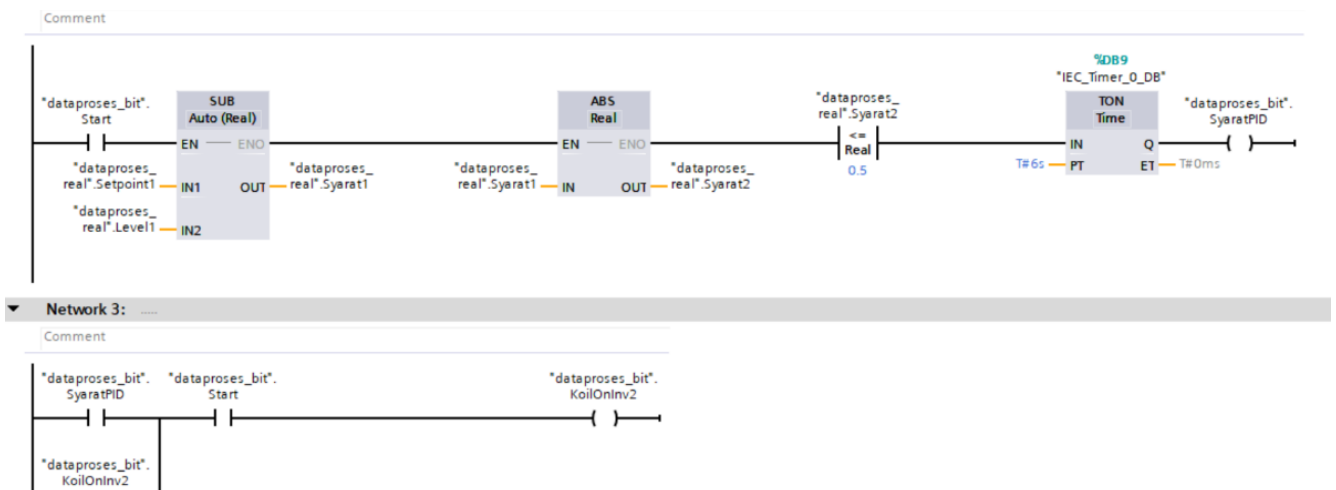 Comment
%DB9
"IEC_Timer_0_DB"
"dataproses_bit".
Start
SUB
Auto (Real)
ABS
Real
"dataproses_
real".Syarat2
TON
Time
"dataproses_bit".
SyaratPID
EN ENO
EN ENO
<=
Real
0.5
IN Q
"dataproses_
real".Setpoint1
IN1 OUT
"dataproses_
real".Syarat1
"dataproses_
real".Syarat1
IN OUT
"dataproses_
real".Syarat2
T#6s
PT ET
T#0ms
"dataproses_
real".Level1
IN2
Network 3: .....
Comment
"dataproses_bit".
SyaratPID
"dataproses_bit".
Start
"dataproses_bit".
KoilOnInv2
"dataproses_bit".
KoilOnInv2